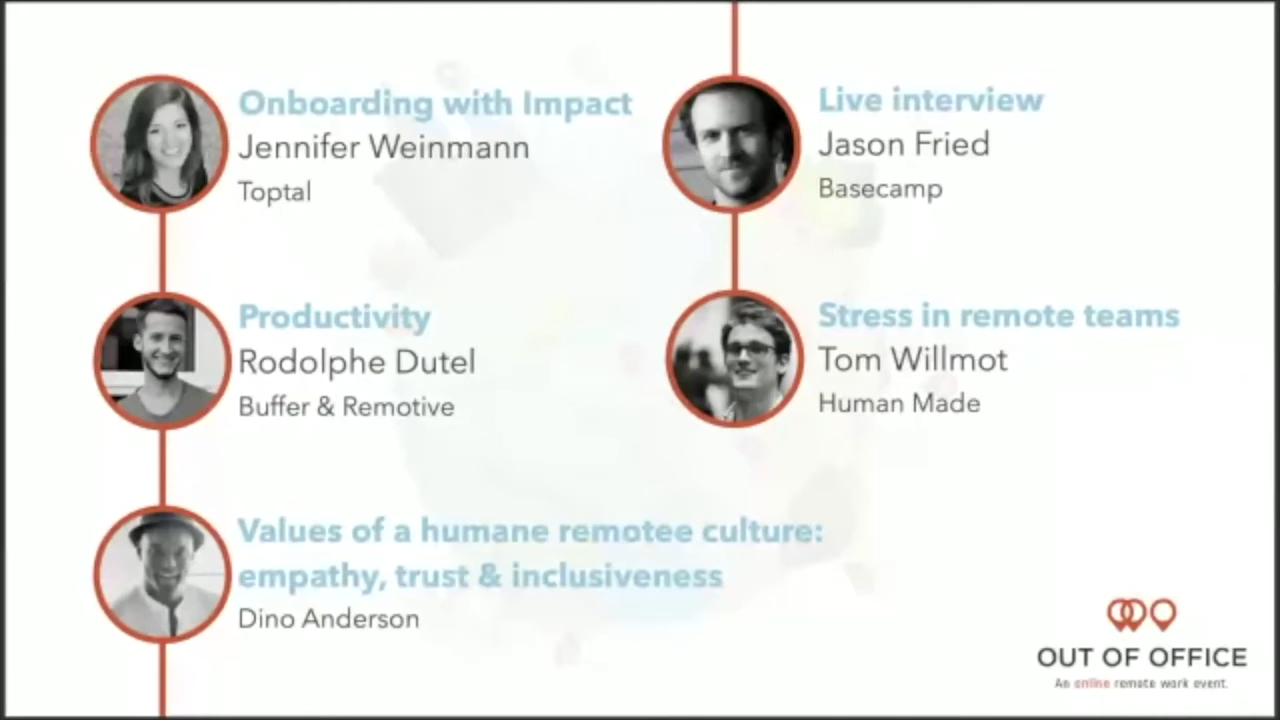 Onboarding with Impact
Jennifer Weinmann
Toptal
Productivity
Rodolphe Dutel
Buffer & Remotive
Values of a humane remotee culture:
empathy, trust & inclusiveness
Dino Anderson
Live interview
Jason Fried
Basecamp
Stress in remote teams
Tom Willmot
Human Made
OUT OF OFFICE
An online remote work event.